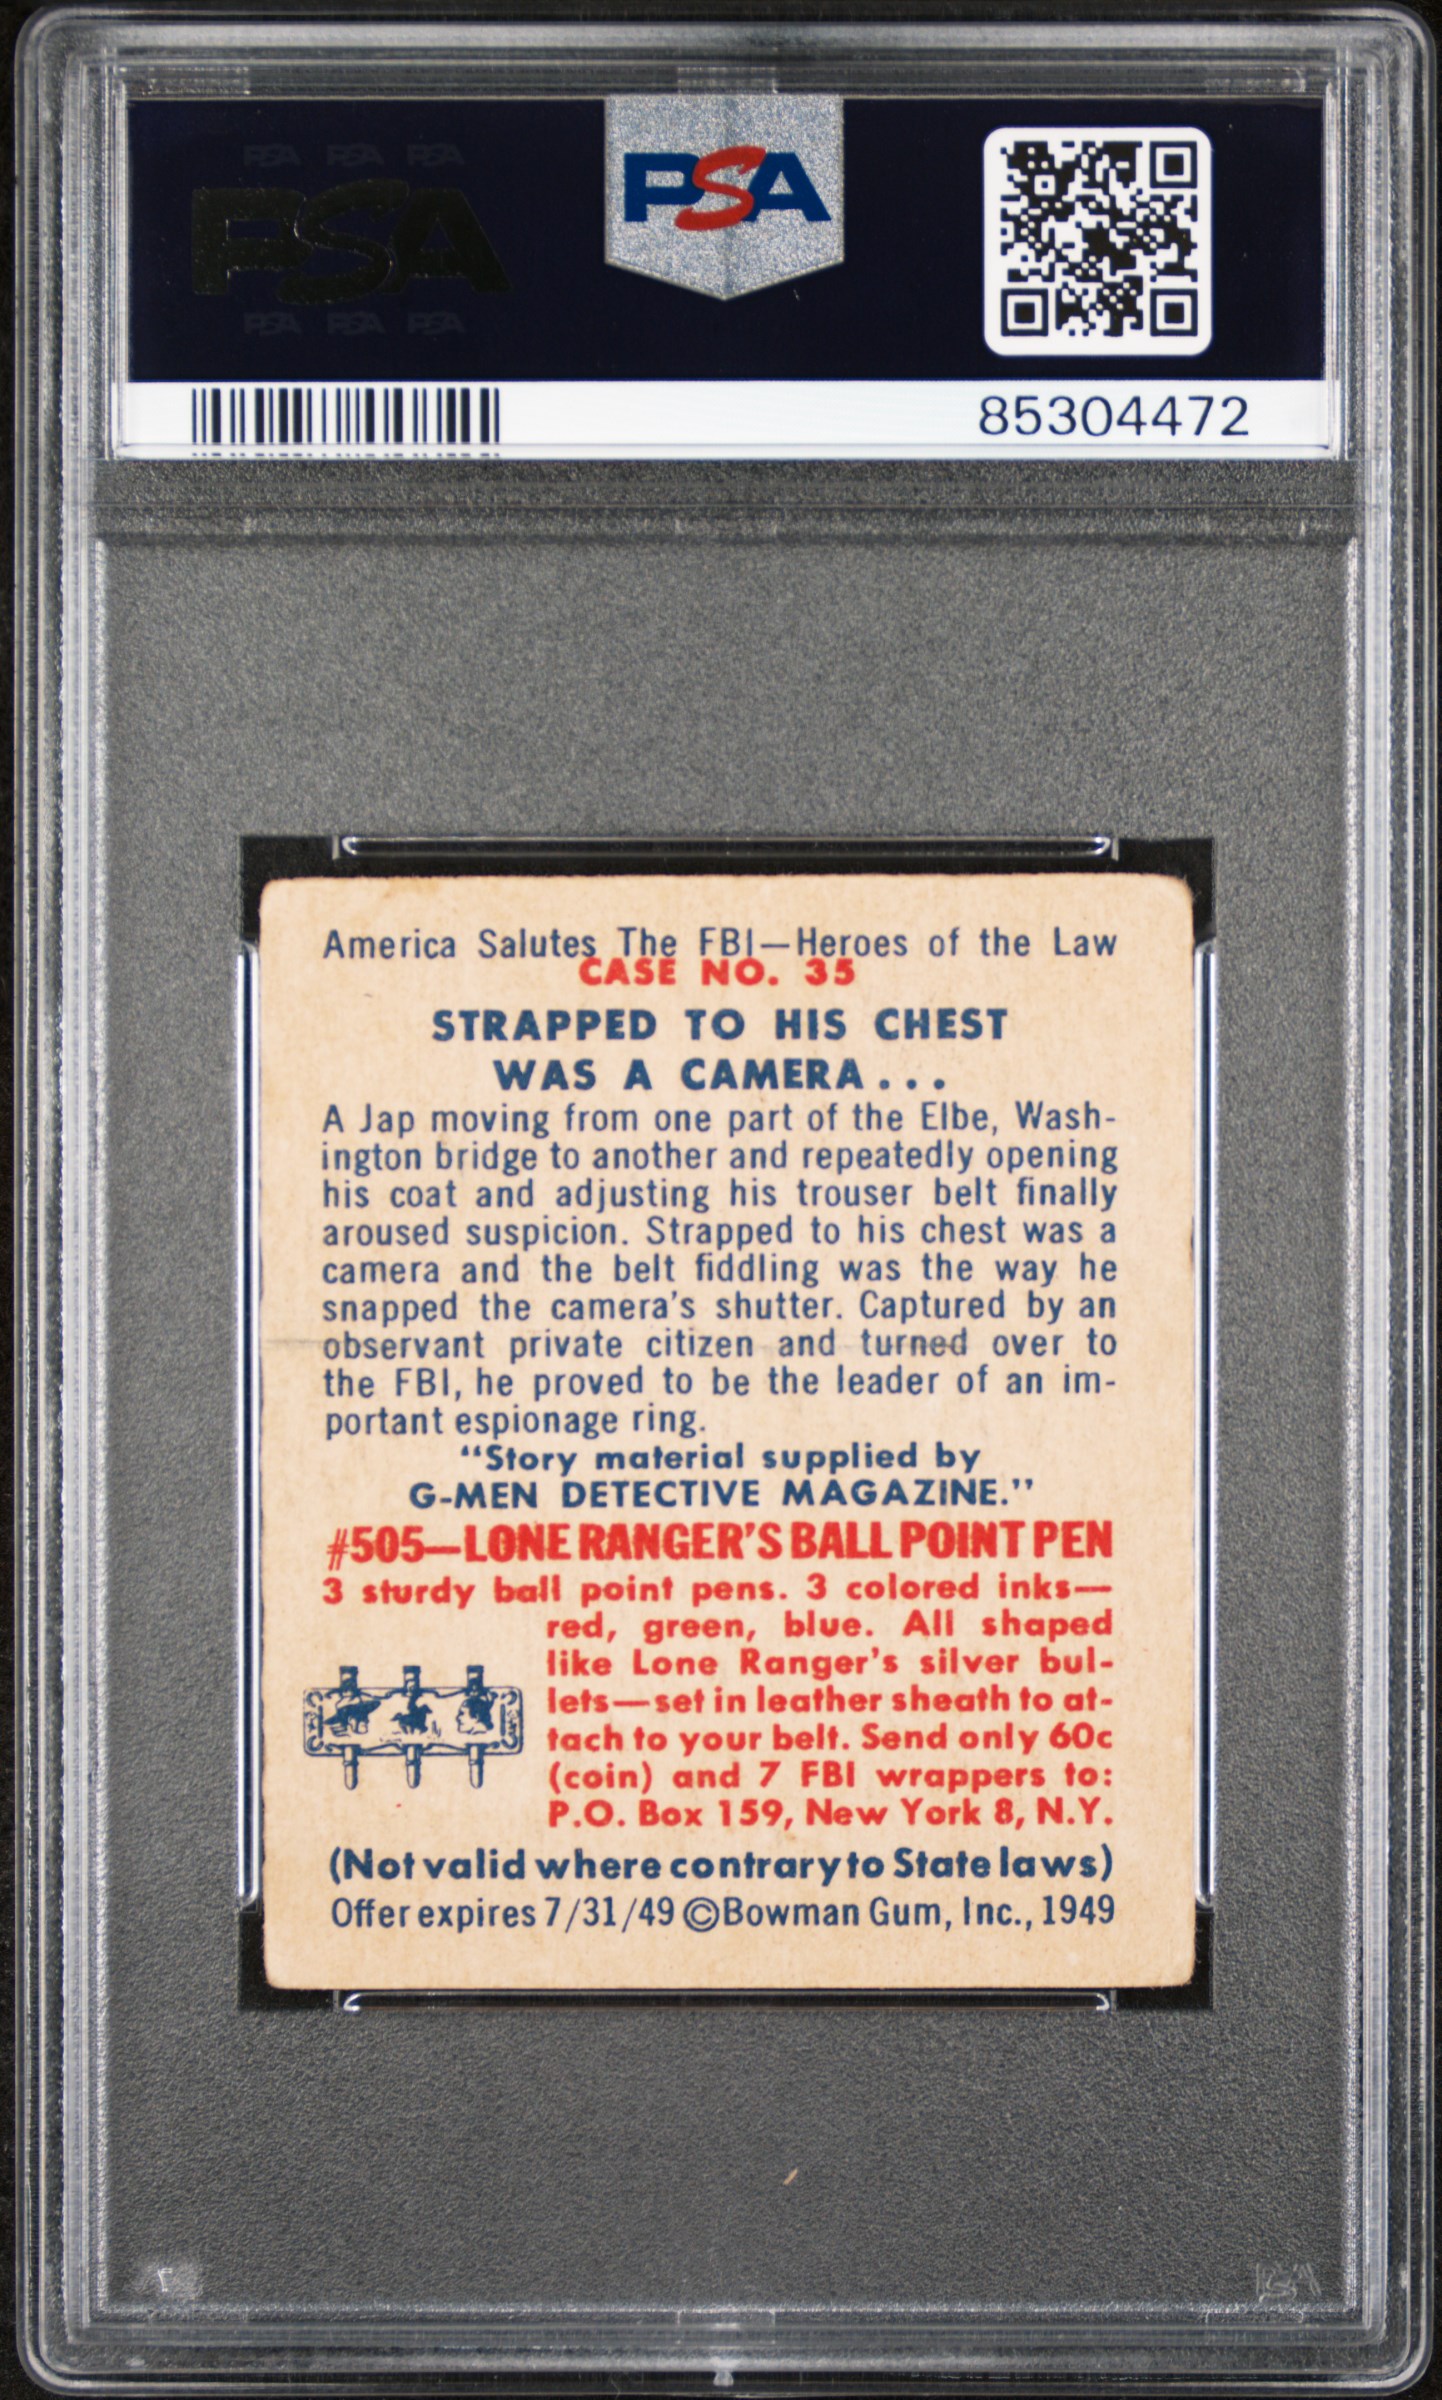 PSA PSA PSA
PSA
PSA PSA PSA
PSA
85304472
America Salutes The FBI—Heroes of the Law
CASE NO. 35
STRAPPED TO HIS CHEST
WAS A CAMERA . . .
A Jap moving from one part of the Elbe, Wash-
ington bridge to another and repeatedly opening
his coat and adjusting his trouser belt finally
aroused suspicion. Strapped to his chest was a
camera and the belt fiddling was the way he
snapped the camera's shutter. Captured by an
observant private citizen and turned over to
the FBI, he proved to be the leader of an im-
portant espionage ring.
"Story material supplied by
G-MEN DETECTIVE MAGAZINE."
#505—LONE RANGER'S BALL POINT PEN
3 sturdy ball point pens. 3 colored inks—
red, green, blue. All shaped
like Lone Ranger's silver bul-
lets—set in leather sheath to at-
tach to your belt. Send only 60c
(coin) and 7 FBI wrappers to:
P.O. Box 159, New York 8, N.Y.
(Not valid where contrary to State laws)
Offer expires 7/31/49 ©Bowman Gum, Inc., 1949